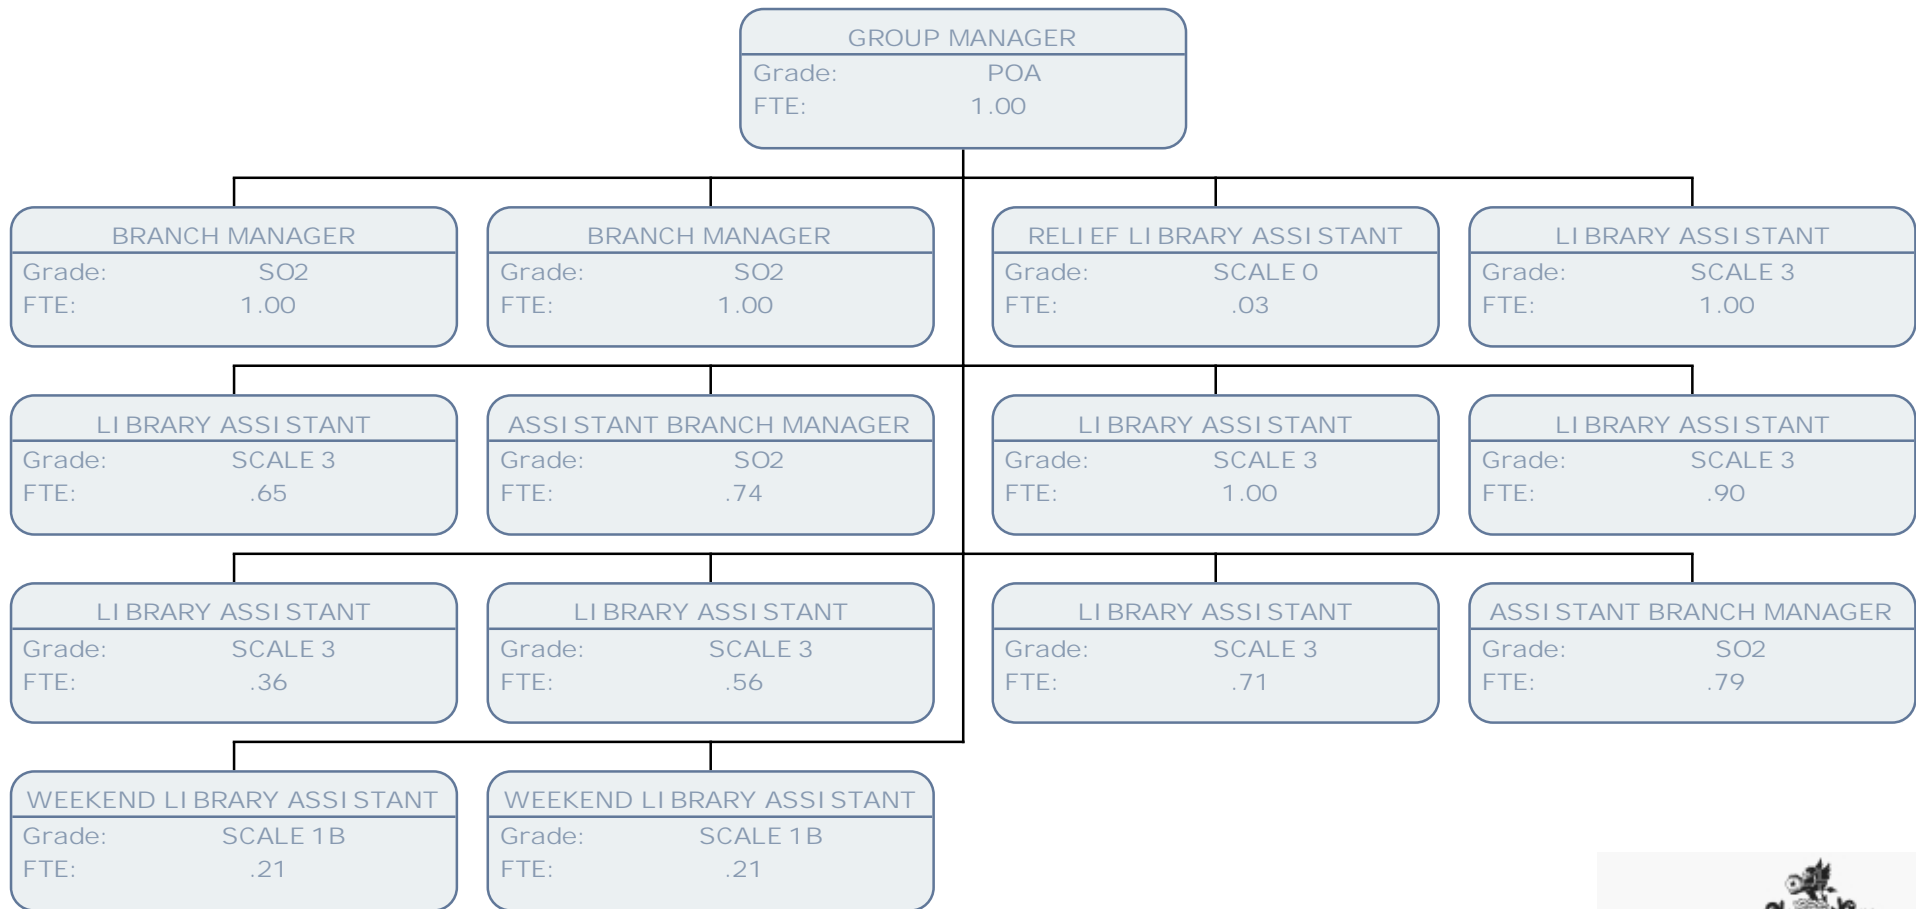 GROUP MANAGER
Grade: POA
FTE: 1.00
BRANCH MANAGER
Grade: SO2
FTE: 1.00
BRANCH MANAGER
Grade: SO2
FTE: 1.00
RELIEF LIBRARY ASSISTANT
Grade: SCALE 0
FTE: .03
LIBRARY ASSISTANT
Grade: SCALE 3
FTE: 1.00
LIBRARY ASSISTANT
Grade: SCALE 3
FTE: .65
ASSISTANT BRANCH MANAGER
Grade: SO2
FTE: .74
LIBRARY ASSISTANT
Grade: SCALE 3
FTE: 1.00
LIBRARY ASSISTANT
Grade: SCALE 3
FTE: .90
LIBRARY ASSISTANT
Grade: SCALE 3
FTE: .36
LIBRARY ASSISTANT
Grade: SCALE 3
FTE: .56
LIBRARY ASSISTANT
Grade: SCALE 3
FTE: .71
ASSISTANT BRANCH MANAGER
Grade: SO2
FTE: .79
WEEKEND LIBRARY ASSISTANT
Grade: SCALE 1B
FTE: .21
WEEKEND LIBRARY ASSISTANT
Grade: SCALE 1B
FTE: .21